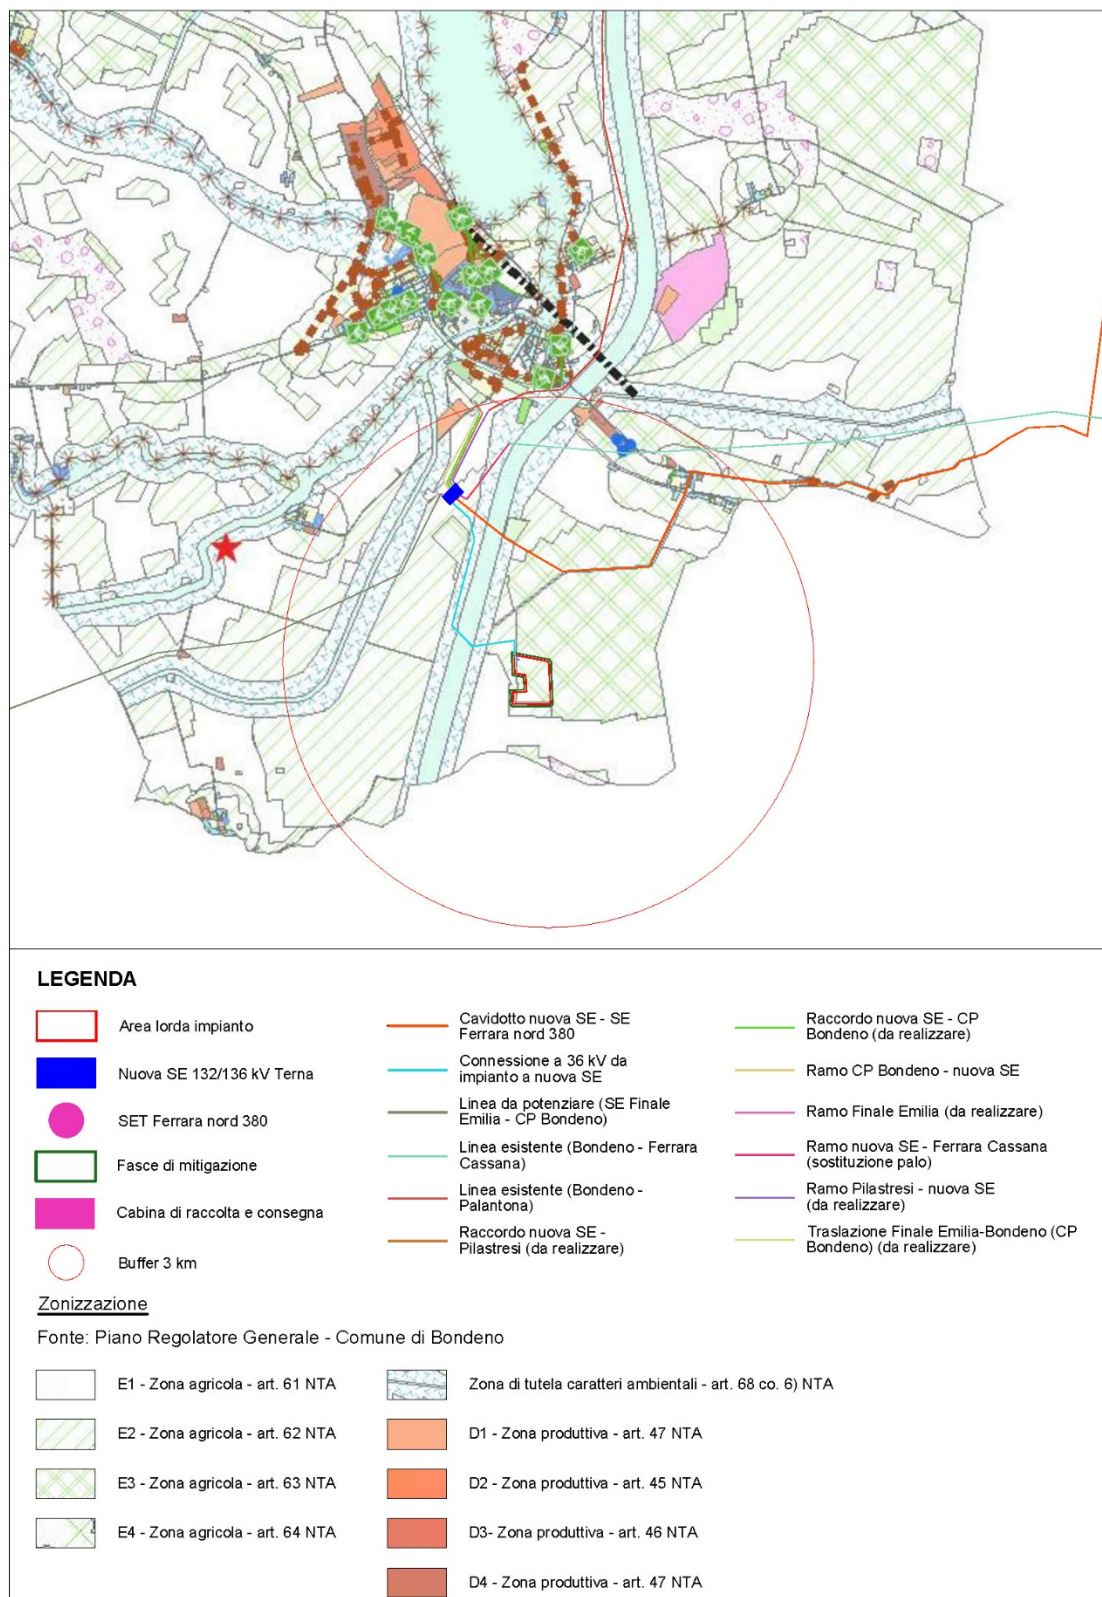 LEGENDA
Area lorda impianto
Nuova SE 132/136 kV Terna
SET Ferrara nord 380
Fasce di mitigazione
Cabina di raccolta e consegna
Buffer 3 km
Cavidotto nuova SE - SE
Ferrara nord 380
Connessione a 36 kV da
impianto a nuova SE
Linea da potenziare (SE Finale
Emilia - CP Bondeno)
Linea esistente (Bondeno - Ferrara
Cassana)
Linea esistente (Bondeno -
Palantona)
Raccordo nuova SE -
Pilastresi (da realizzare)
Raccordo nuova SE - CP
Bondeno (da realizzare)
Ramo CP Bondeno - nuova SE
Ramo Finale Emilia (da realizzare)
Ramo nuova SE - Ferrara Cassana
(sostituzione palo)
Ramo Pilastresi - nuova SE
(da realizzare)
Traslazione Finale Emilia-Bondeno (CP
Bondeno) (da realizzare)
Zonizzazione
Fonte: Piano Regolatore Generale - Comune di Bondeno
E1 - Zona agricola - art. 61 NTA
E2 - Zona agricola - art. 62 NTA
E3 - Zona agricola - art. 63 NTA
E4 - Zona agricola - art. 64 NTA
Zona di tutela caratteri ambientali - art. 68 co. 6) NTA
D1 - Zona produttiva - art. 47 NTA
D2 - Zona produttiva - art. 45 NTA
D3- Zona produttiva - art. 46 NTA
D4 - Zona produttiva - art. 47 NTA